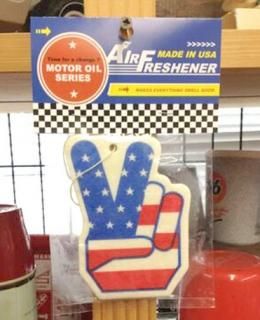 Time for a change!
MOTOR OIL
SERIES
AIR FRESHENER
MADE IN USA
MAKES EVERYTHING SMELL GOOD.